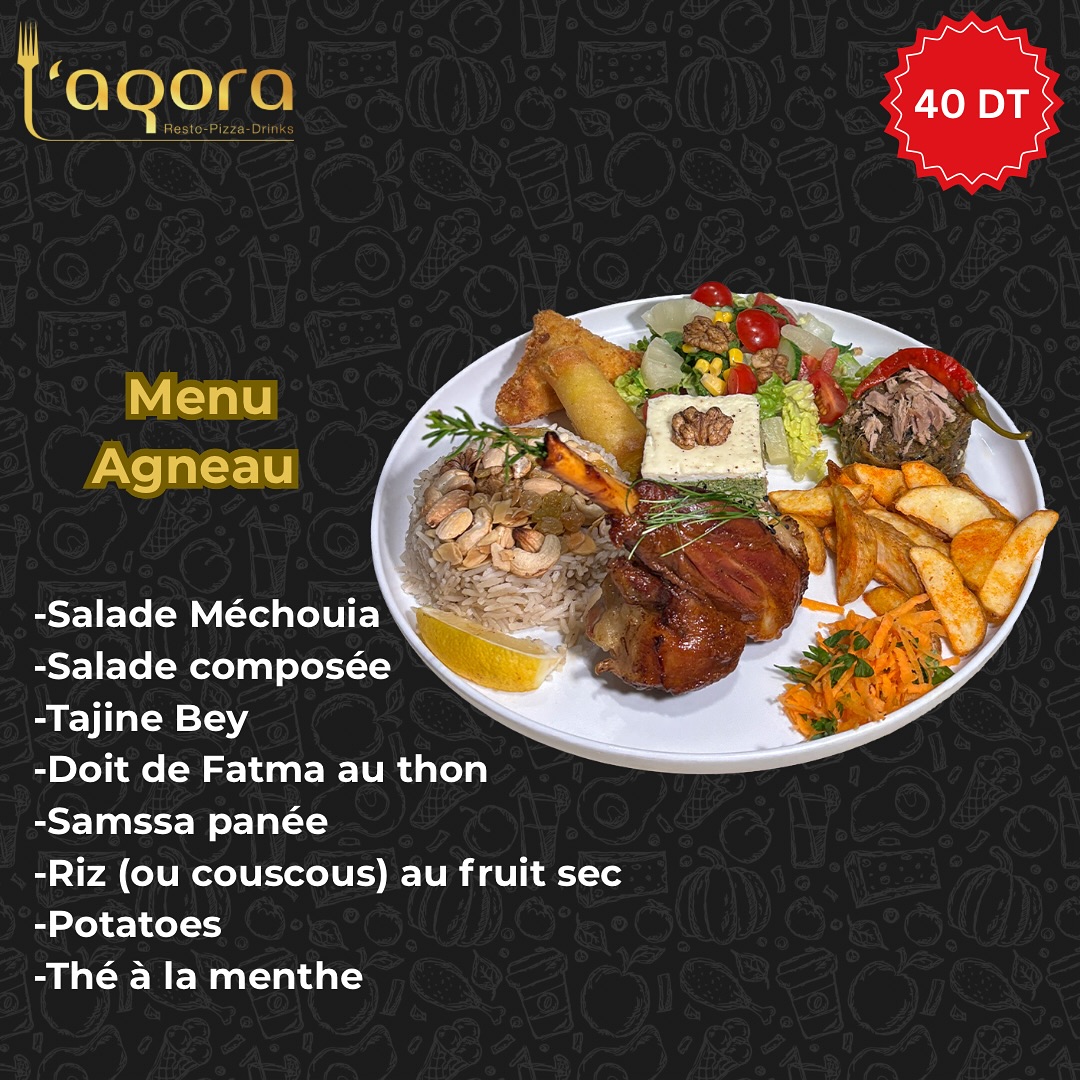 L'agora
Resto-Pizza-Drinks
40 DT
Menu
Agneau
-Salade Méchouia
-Salade composée
-Tajine Bey
-Doit de Fatma au thon
-Samssa panée
-Riz (ou couscous) au fruit sec
-Potatoes
-Thé à la menthe